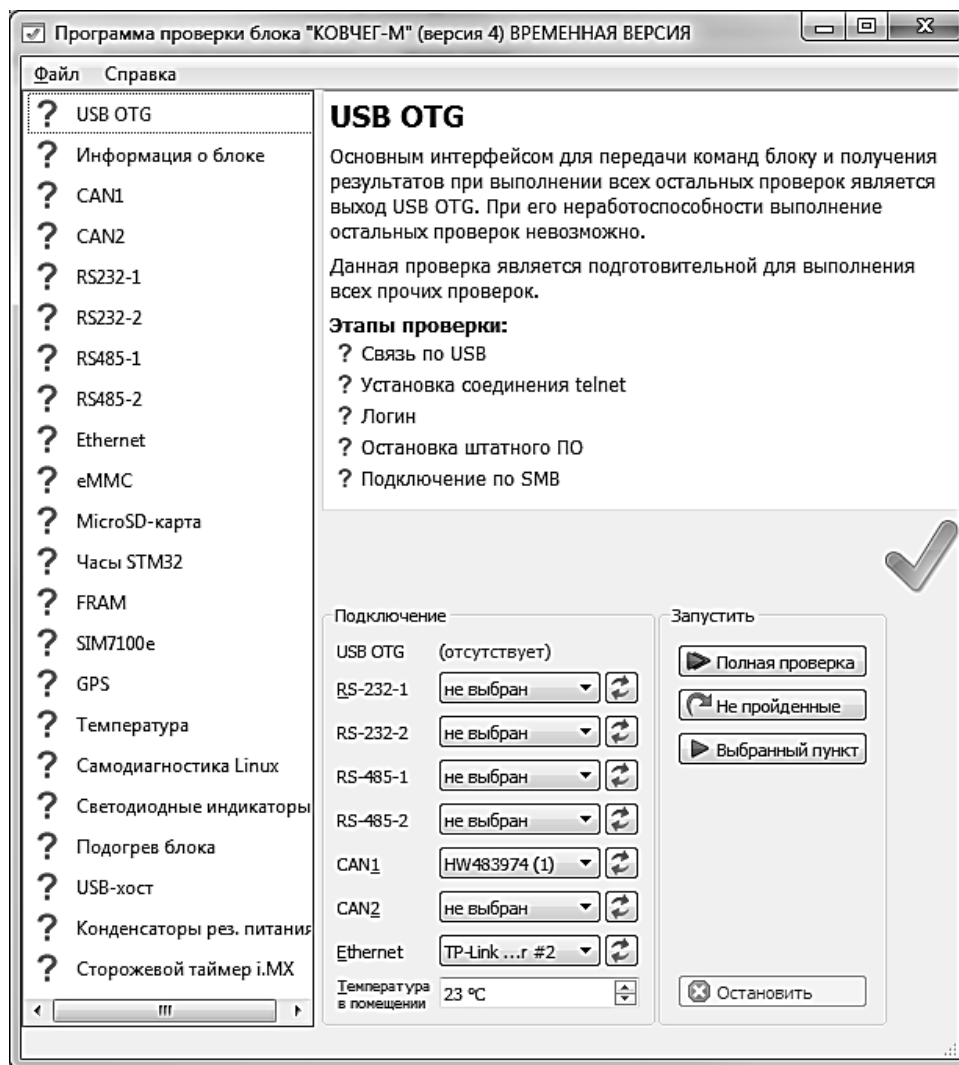 Программа проверки блока "КОВЧЕГ-М" (версия 4) ВРЕМЕННАЯ ВЕРСИЯ
Файл Справка
USB OTG
Информация о блоке
CAN1
CAN2
RS232-1
RS232-2
RS485-1
RS485-2
Ethernet
eMMC
MicroSD-карта
Часы STM32
FRAM
SIM7100e
GPS
Температура
Самодиагностика Linux
Светодиодные индикаторы
Подогрев блока
USB-хост
Конденсаторы рез. питания
Сторожевой таймер i.MX
USB OTG
Основным интерфейсом для передачи команд блоку и получения
результатов при выполнении всех остальных проверок является
выход USB OTG. При его неработоспособности выполнение
остальных проверок невозможно.
Данная проверка является подготовительной для выполнения
всех прочих проверок.
Этапы проверки:
? Связь по USB
? Установка соединения telnet
? Логин
? Остановка штатного ПО
? Подключение по SMB
Подключение
USB OTG (отсутствует)
RS-232-1 не выбран
RS-232-2 не выбран
RS-485-1 не выбран
RS-485-2 не выбран
CAN1 HW483974 (1)
CAN2 не выбран
Ethernet TP-Link ...r #2
Температура
в помещении 23 °C
Запустить
Полная проверка
Не пройденные
Выбранный пункт
Остановить